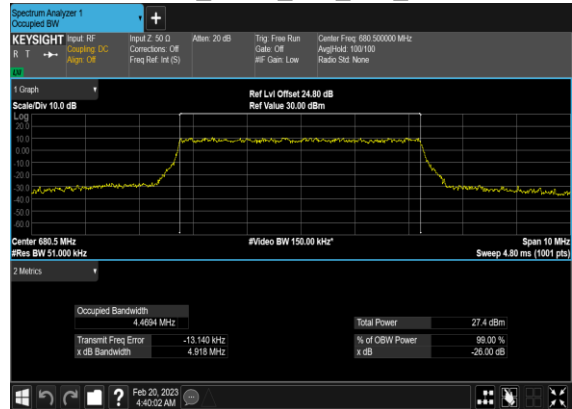 Spectrum Analyzer 1
Occupied BW
+
KEYSIGHT
R T
LXI
Input: RF
Coupling: DC
Align: Off
Input Z: 50 Ω
Corrections: Off
Freq Ref: Int (S)
Atten: 20 dB
Trig: Free Run
Gate: Off
#IF Gain: Low
Center Freq: 680.500000 MHz
Avg|Hold: 100/100
Radio Std: None
1 Graph
Scale/Div 10.0 dB
Ref Lvl Offset 24.80 dB
Ref Value 30.00 dBm
Log
20.0
10.0
0.00
-10.0
-20.0
-30.0
-40.0
-50.0
-60.0
Center 680.5 MHz
#Res BW 51.000 kHz
#Video BW 150.00 kHz*
Span 10 MHz
Sweep 4.80 ms (1001 pts)
2 Metrics
Occupied Bandwidth
4.4694 MHz
Transmit Freq Error -13.140 kHz
x dB Bandwidth 4.918 MHz
Total Power 27.4 dBm
% of OBW Power 99.00 %
x dB -26.00 dB
?
Feb 20, 2023
4:40:02 AM